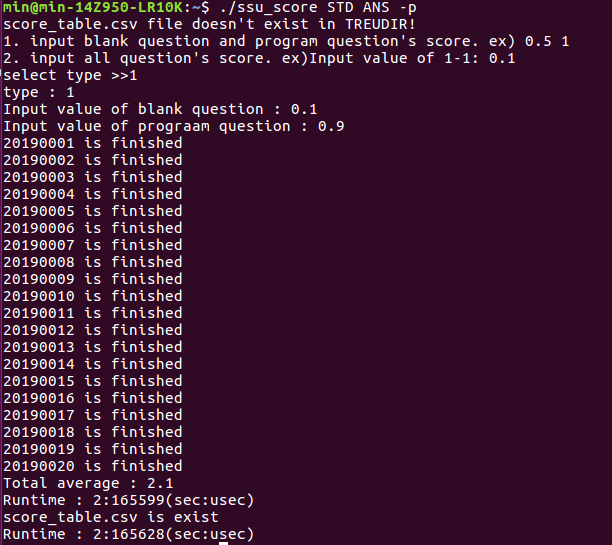 min@min-14Z950-LR10K:~$ ./ssu_score STD ANS -p
score_table.csv file doesn't exist in TREUDIR!
1. input blank question and program question's score. ex) 0.5 1
2. input all question's score. ex)Input value of 1-1: 0.1
select type >>1
type : 1
Input value of blank question : 0.1
Input value of prograam question : 0.9
20190001 is finished
20190002 is finished
20190003 is finished
20190004 is finished
20190005 is finished
20190006 is finished
20190007 is finished
20190008 is finished
20190009 is finished
20190010 is finished
20190011 is finished
20190012 is finished
20190013 is finished
20190014 is finished
20190015 is finished
20190016 is finished
20190017 is finished
20190018 is finished
20190019 is finished
20190020 is finished
Total average : 2.1
Runtime : 2:165599(sec:usec)
score_table.csv is exist
Runtime : 2:165628(sec:usec)